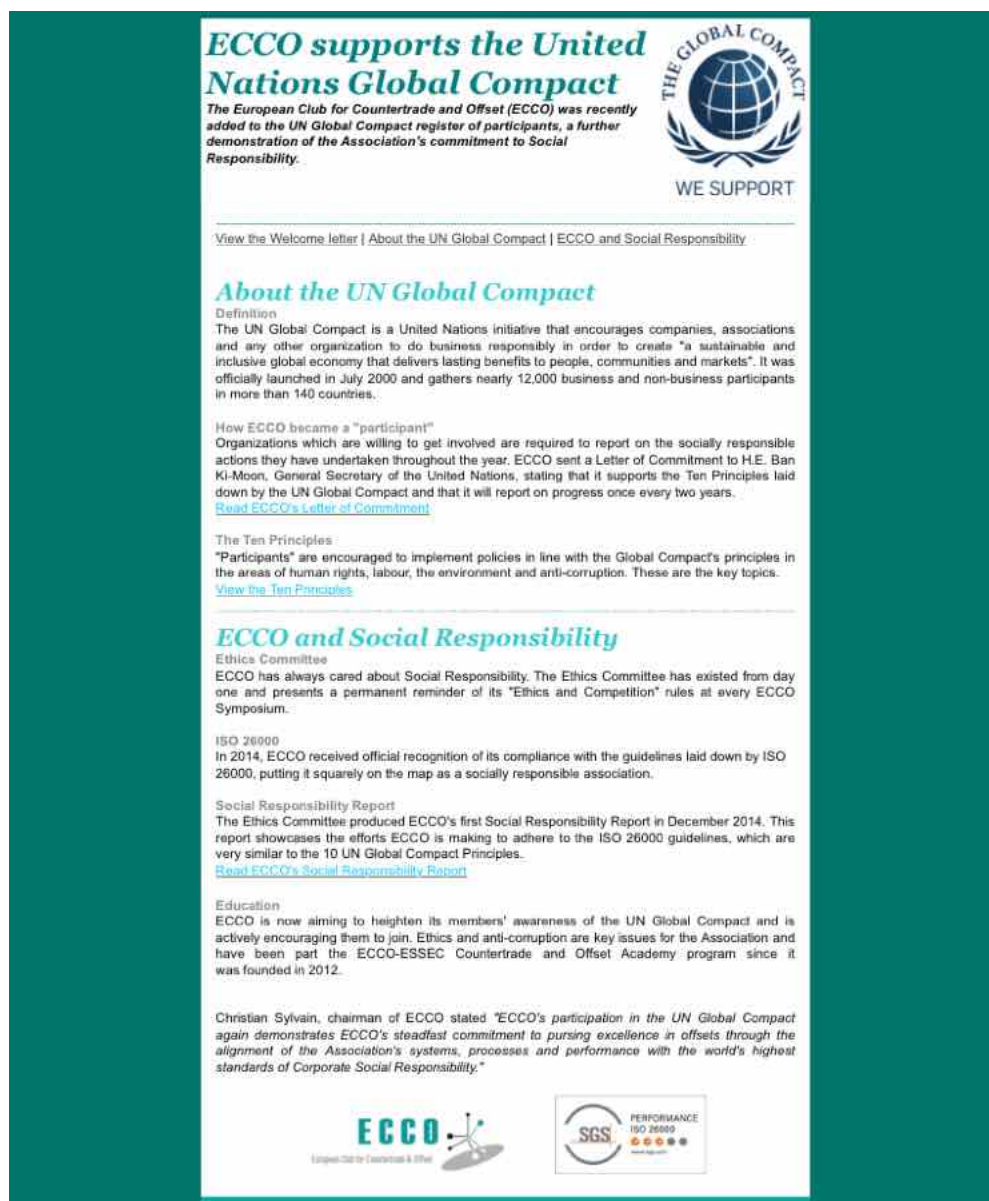 ECCO supports the United
Nations Global Compact
The European Club for Countertrade and Offset (ECCO) was recently
added to the UN Global Compact register of participants, a further
demonstration of the Association's commitment to Social
Responsibility.
THE GLOBAL COMPACT
WE SUPPORT
View the Welcome letter | About the UN Global Compact | ECCO and Social Responsibility
About the UN Global Compact
Definition
The UN Global Compact is a United Nations initiative that encourages companies, associations
and any other organization to do business responsibly in order to create "a sustainable and
inclusive global economy that delivers lasting benefits to people, communities and markets". It was
officially launched in July 2000 and gathers nearly 12,000 business and non-business participants
in more than 140 countries.
How ECCO became a "participant"
Organizations which are willing to get involved are required to report on the socially responsible
actions they have undertaken throughout the year. ECCO sent a Letter of Commitment to H.E. Ban
Ki-Moon, General Secretary of the United Nations, stating that it supports the Ten Principles laid
down by the UN Global Compact and that it will report on progress once every two years.
Read ECCO's Letter of Commitment
The Ten Principles
"Participants" are encouraged to implement policies in line with the Global Compact's principles in
the areas of human rights, labour, the environment and anti-corruption. These are the key topics.
View the Ten Principles
ECCO and Social Responsibility
Ethics Committee
ECCO has always cared about Social Responsibility. The Ethics Committee has existed from day
one and presents a permanent reminder of its "Ethics and Competition" rules at every ECCO
Symposium.
ISO 26000
In 2014, ECCO received official recognition of its compliance with the guidelines laid down by ISO
26000, putting it squarely on the map as a socially responsible association.
Social Responsibility Report
The Ethics Committee produced ECCO's first Social Responsibility Report in December 2014. This
report showcases the efforts ECCO is making to adhere to the ISO 26000 guidelines, which are
very similar to the 10 UN Global Compact Principles.
Read ECCO's Social Responsibility Report
Education
ECCO is now aiming to heighten its members' awareness of the UN Global Compact and is
actively encouraging them to join. Ethics and anti-corruption are key issues for the Association and
have been part the ECCO-ESSEC Countertrade and Offset Academy program since it
was founded in 2012.
Christian Sylvain, chairman of ECCO stated "ECCO's participation in the UN Global Compact
again demonstrates ECCO's steadfast commitment to pursing excellence in offsets through the
alignment of the Association's systems, processes and performance with the world's highest
standards of Corporate Social Responsibility."
ECCO
European Club for Countertrade & Offset
SGS
PERFORMANCE
ISO 26000
www.sgs.com